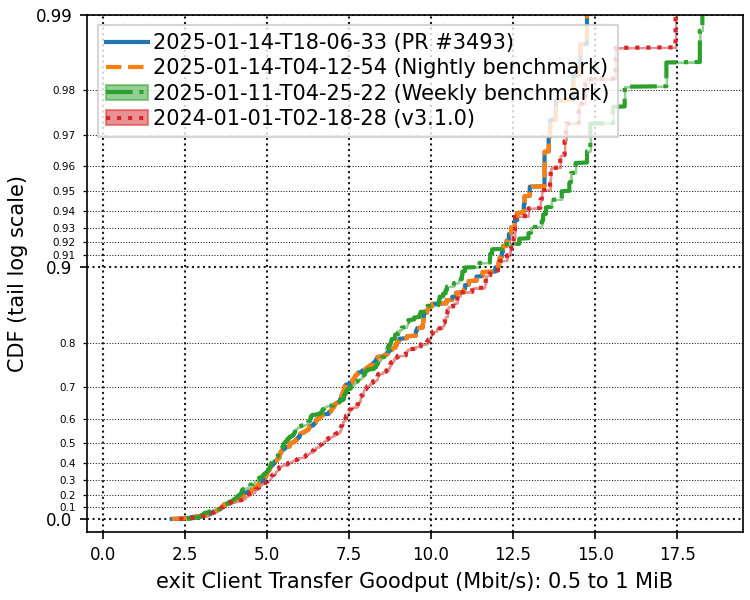 0.99
2025-01-14-T18-06-33 (PR #3493)
2025-01-14-T04-12-54 (Nightly benchmark)
2025-01-11-T04-25-22 (Weekly benchmark)
2024-01-01-T02-18-28 (v3.1.0)
0.98
0.97
0.96
0.95
0.94
0.93
0.92
0.91
0.9
0.8
0.7
0.6
0.5
0.4
0.3
0.2
0.1
0.0
CDF (tail log scale)
0.0 2.5 5.0 7.5 10.0 12.5 15.0 17.5
exit Client Transfer Goodput (Mbit/s): 0.5 to 1 MiB